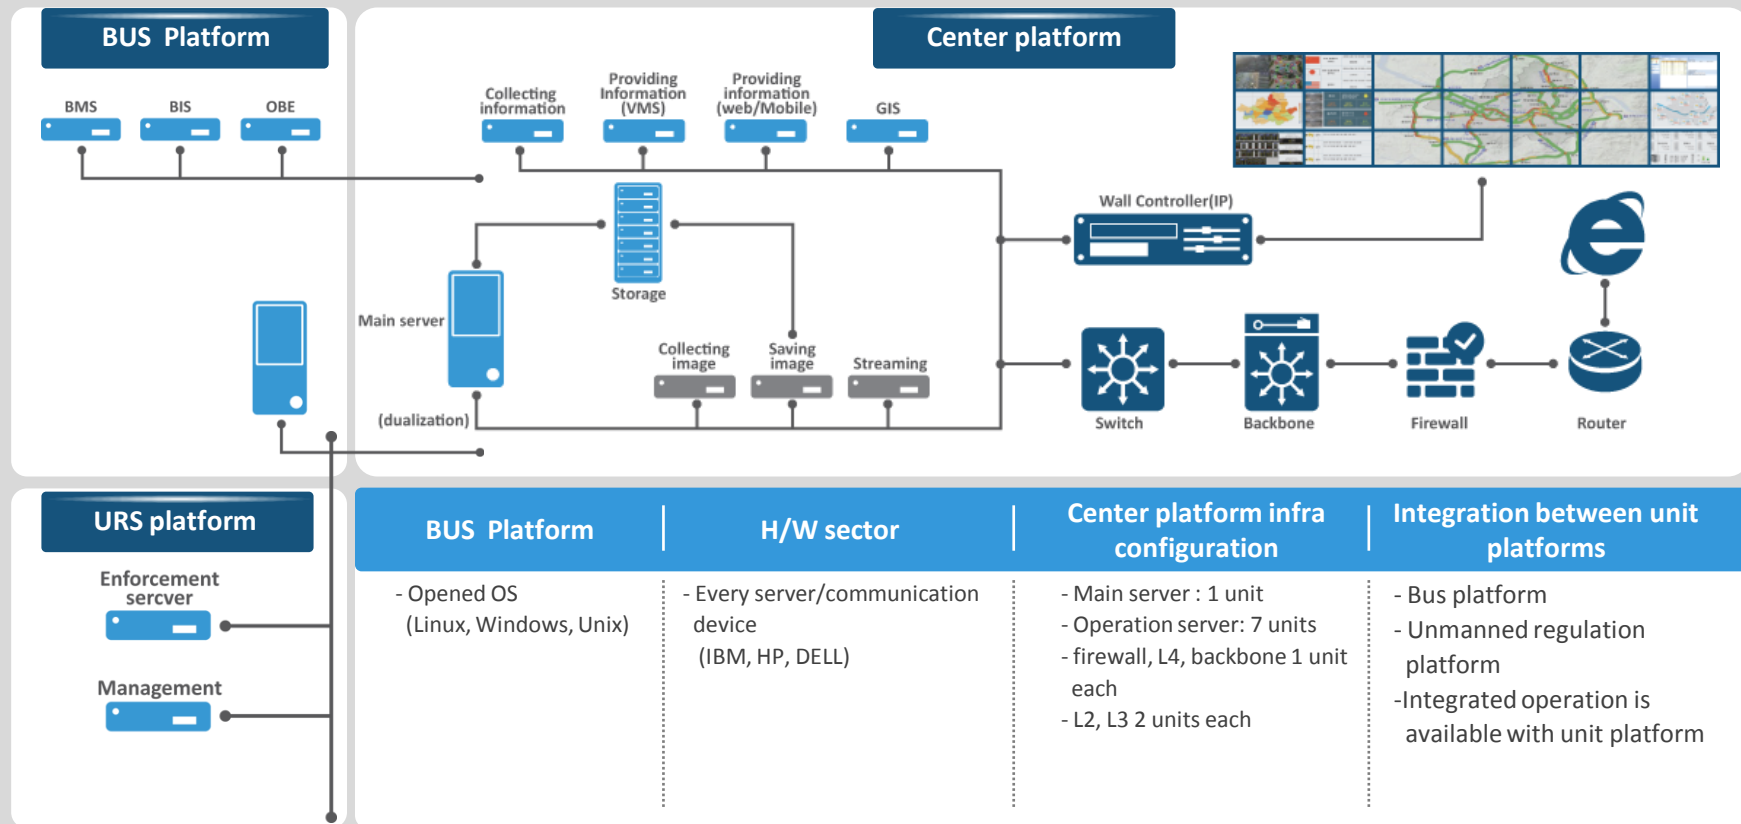 BUS Platform
Center platform
BMS
BIS
OBE
Collecting
information
Providing
Information
(VMS)
Providing
information
(web/Mobile)
GIS
Wall Controller(IP)
Storage
Main server
(dualization)
Collecting
image
Saving
image
Streaming
Switch
Backbone
Firewall
Router
URS platform
Enforcement
sercver
Management
BUS Platform
- Opened OS
(Linux, Windows, Unix)
H/W sector
- Every server/communication
device
(IBM, HP, DELL)
Center platform infra
configuration
- Main server : 1 unit
- Operation server: 7 units
- firewall, L4, backbone 1 unit
each
- L2, L3 2 units each
Integration between unit
platforms
- Bus platform
- Unmanned regulation
platform
-Integrated operation is
available with unit platform